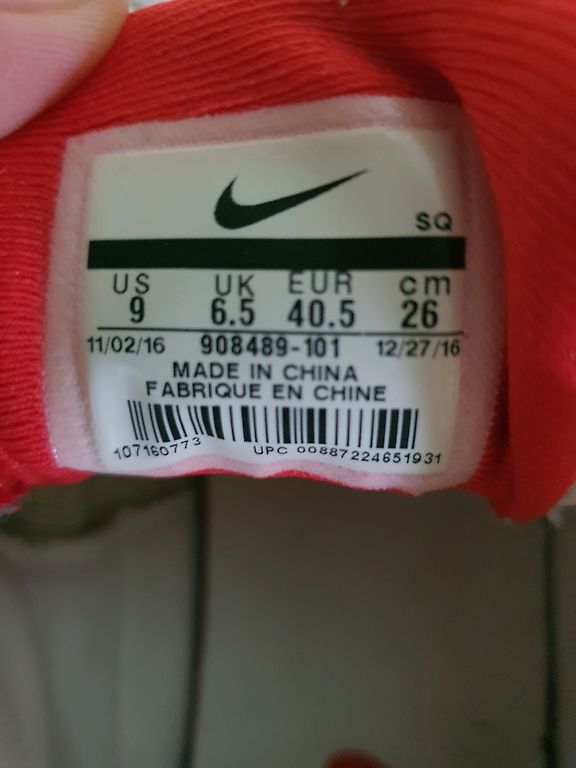 SQ
US UK EUR cm
9 6.5 40.5 26
11/02/16 908489-101 12/27/16
MADE IN CHINA
FABRIQUE EN CHINE
107160773 UPC 00887224651931